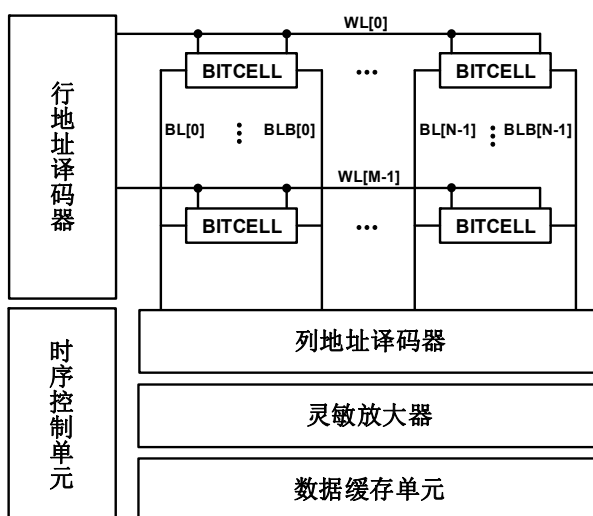 行地址译码器
WL[0]
BITCELL
...
BITCELL
BL[0]
BLB[0]
BL[N-1]
BLB[N-1]
WL[M-1]
BITCELL
...
BITCELL
时序控制单元
列地址译码器
灵敏放大器
数据缓存单元